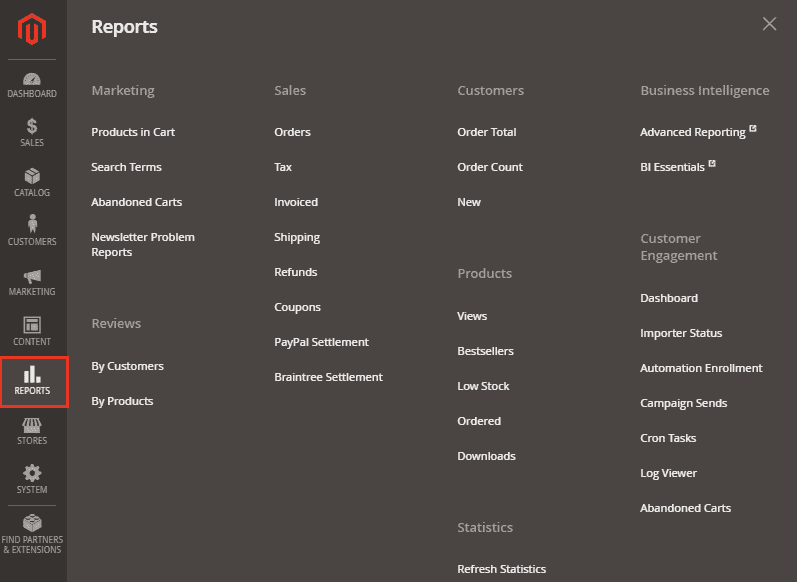 DASHBOARD
SALES
CATALOG
CUSTOMERS
MARKETING
CONTENT
REPORTS
STORES
SYSTEM
FIND PARTNERS
& EXTENSIONS
Reports
Marketing
Products in Cart
Search Terms
Abandoned Carts
Newsletter Problem
Reports
Reviews
By Customers
By Products
Sales
Orders
Tax
Invoiced
Shipping
Refunds
Coupons
PayPal Settlement
Braintree Settlement
Customers
Order Total
Order Count
New
Products
Views
Bestsellers
Low Stock
Ordered
Downloads
Statistics
Refresh Statistics
Business Intelligence
Advanced Reporting
BI Essentials
Customer
Engagement
Dashboard
Importer Status
Automation Enrollment
Campaign Sends
Cron Tasks
Log Viewer
Abandoned Carts